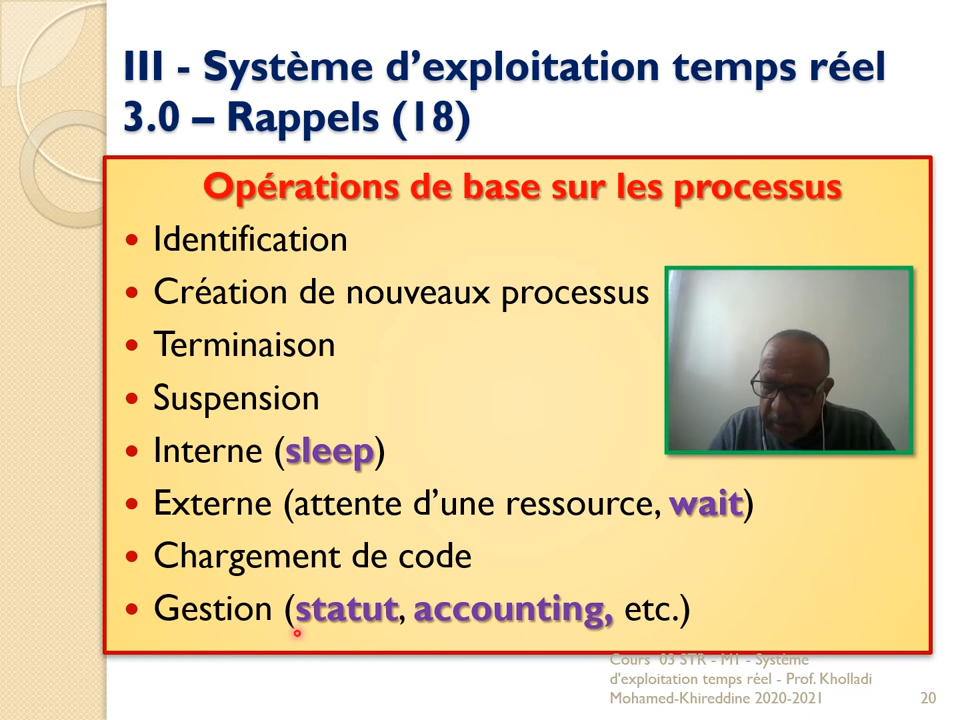 III - Système d’exploitation temps réel
3.0 – Rappels (18)
Opérations de base sur les processus
• Identification
• Création de nouveaux processus
• Terminaison
• Suspension
• Interne (sleep)
• Externe (attente d’une ressource, wait)
• Chargement de code
• Gestion (statut, accounting, etc.)
Cours 03 STR - M1 - Système
d'exploitation temps réel - Prof. Kholladi
Mohamed-Khireddine 2020-2021
20